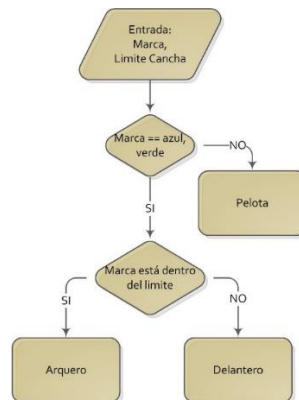 Entrada:
Marca,
Limite Cancha
Marca == azul,
verde
NO
Pelota
SI
Marca está dentro
del limite
SI
NO
Arquero
Delantero